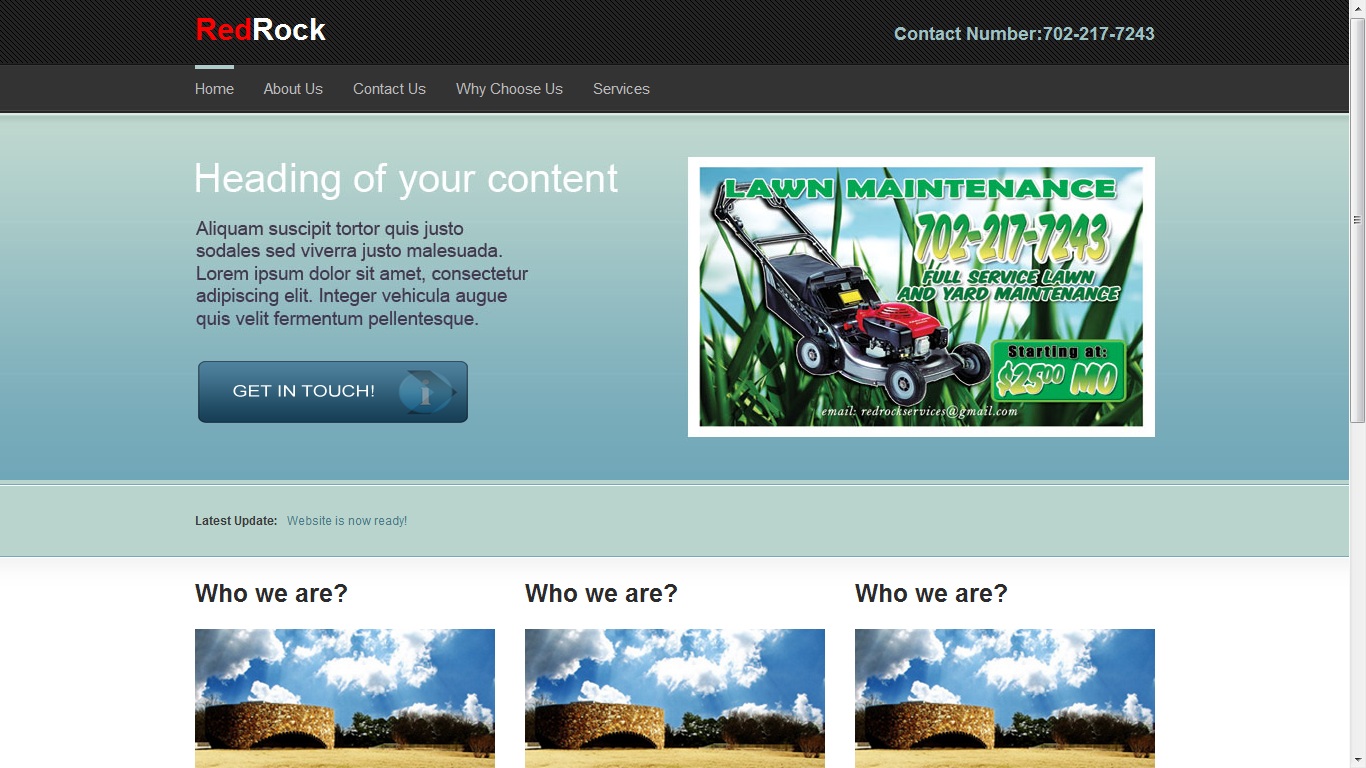 RedRock
Contact Number:702-217-7243
Home About Us Contact Us Why Choose Us Services
Heading of your content
Aliquam suscipit tortor quis justo
sodales sed viverra justo malesuada.
Lorem ipsum dolor sit amet, consectetur
adipiscing elit. Integer vehicula augue
quis velit fermentum pellentesque.
GET IN TOUCH!
LAWN MAINTENANCE
702-217-7243
FULL SERVICE LAWN
AND YARD MAINTENANCE
Starting at:
$25.00 MO
email: redrockservices@gmail.com
Latest Update: Website is now ready!
Who we are? Who we are? Who we are?